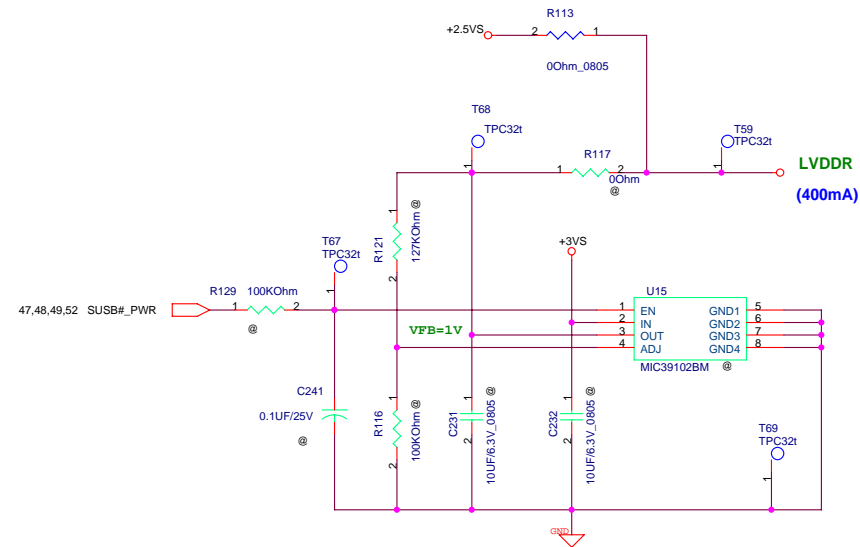 R113
+2.5VS
2
1
0Ohm_0805
T68
TPC32t
1
T59
TPC32t
1
R117
1
2
0Ohm
@
LVDDR
(400mA)
1
R121
127KOhm @
2
T67
TPC32t
1
+3VS
R129
100KOhm
47,48,49,52 SUSB#_PWR
1
2
@
U15
1 EN GND1 5
2 IN GND2 6
3 OUT GND3 7
4 ADJ GND4 8
MIC39102BM @
VFB=1V
C241
0.1UF/25V
@
1
2
1
R116
100KOhm @
2
1
C231
10UF/6.3V_0805 @
2
1
C232
10UF/6.3V_0805 @
2
T69
TPC32t
1
GND